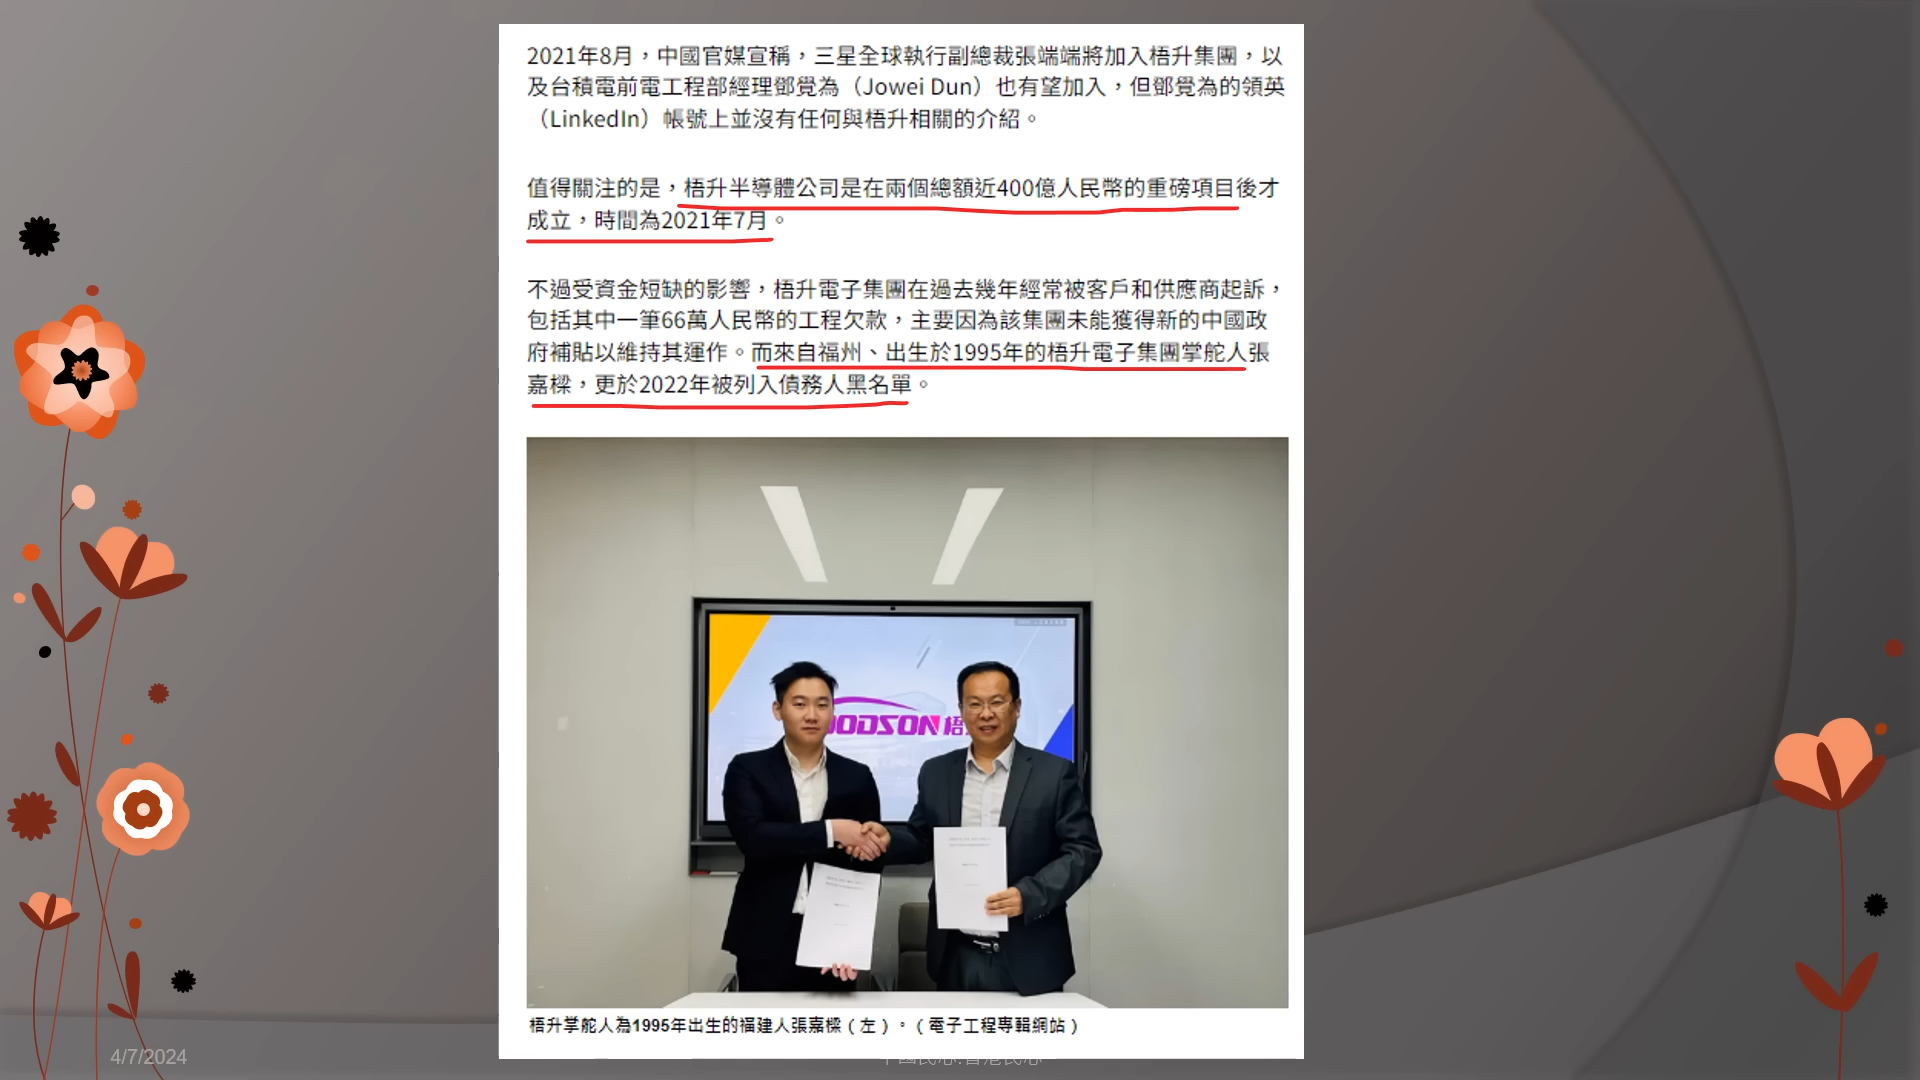 2021年8月，中國官媒宣稱，三星全球執行副總裁張端端將加入梧升集團，以
及台積電前電工程部經理鄧覺為（Jowei Dun）也有望加入，但鄧覺為的領英
（LinkedIn）帳號上並沒有任何與梧升相關的介紹。
值得關注的是，梧升半導體公司是在兩個總額近400億人民幣的重磅項目後才
成立，時間為2021年7月。
不過受資金短缺的影響，梧升電子集團在過去幾年經常被客戶和供應商起訴，
包括其中一筆66萬人民幣的工程欠款，主要因為該集團未能獲得新的中國政
府補貼以維持其運作。而來自福州、出生於1995年的梧升電子集團掌舵人張
嘉樑，更於2022年被列入債務人黑名單。
OODSON 梧
梧升掌舵人為1995年出生的福建人張嘉樑（左）。（電子工程專輯網站）
4/7/2024